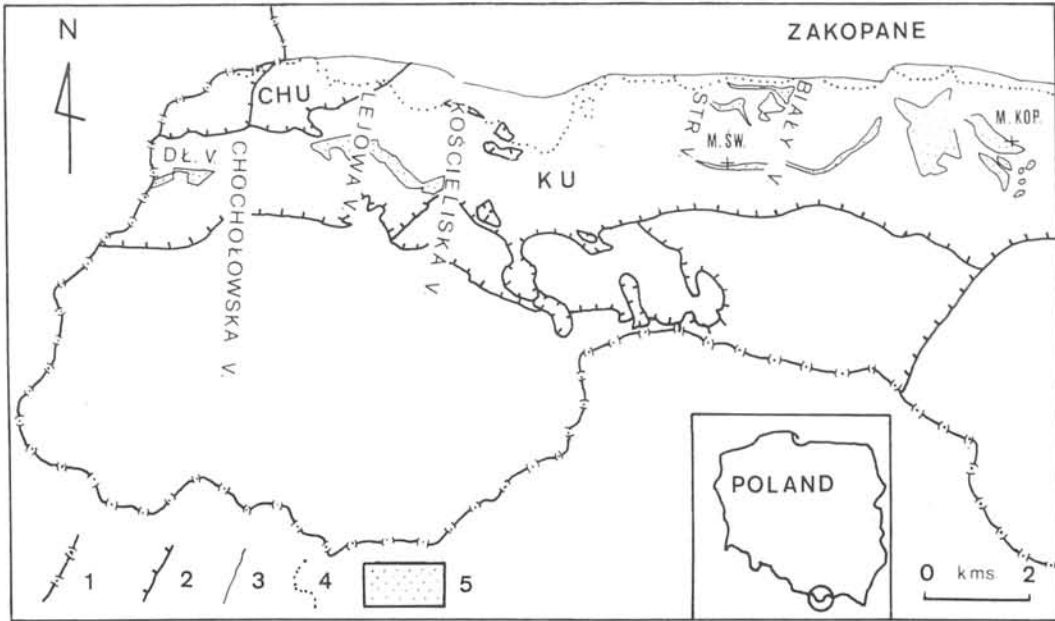 N
ZAKOPANE
CHU
LEJOWA V.
KOŚCIELISKA V.
STR. V.
BIAŁY V.
M. ŚW.
M. KOP.
DŁ. V.
CHOCHOŁOWSKA V.
KU
POLAND
1
2
3
4
5
0 kms. 2